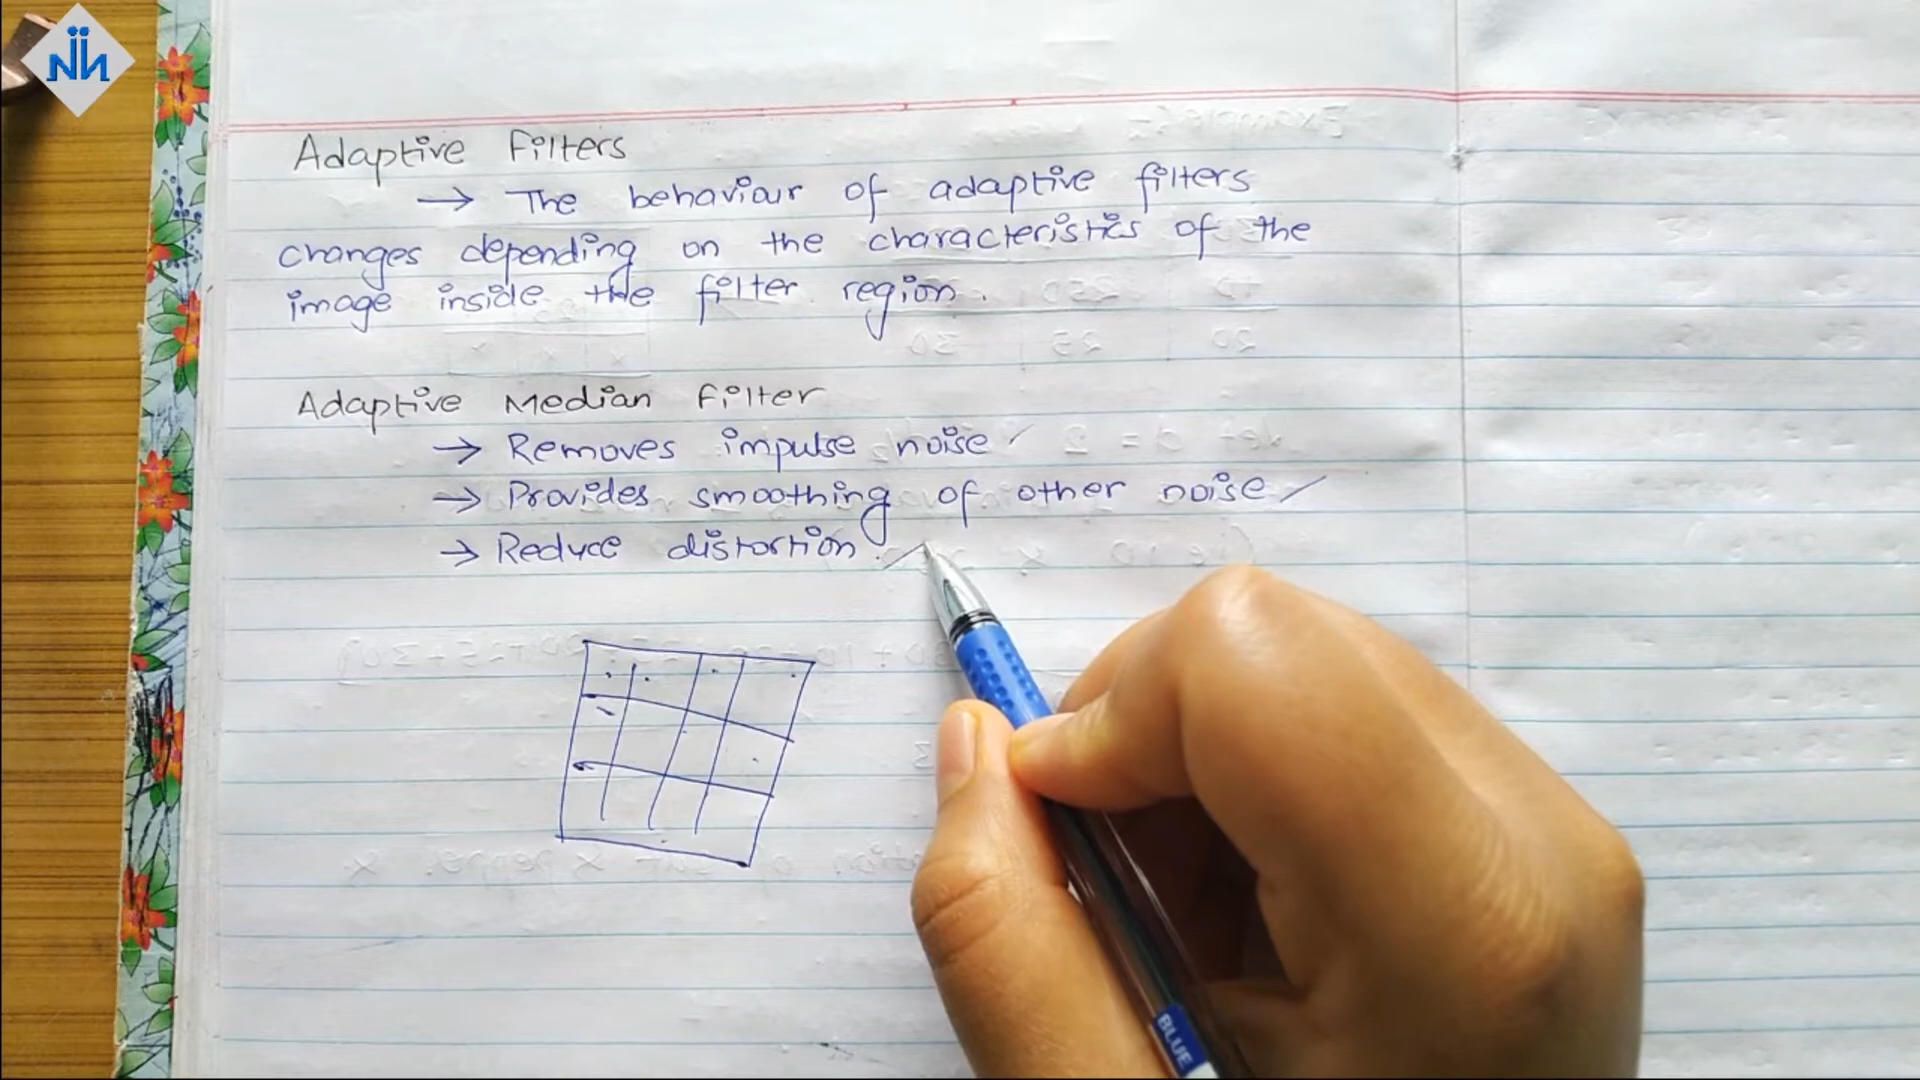 Adaptive Filters
→ The behaviour of adaptive filters
changes depending on the characteristics of the
image inside the filter region.
Adaptive Median Filter
→ Removes impulse noise
→ Provides smoothing of other noise
→ Reduce distortion.
BLUE